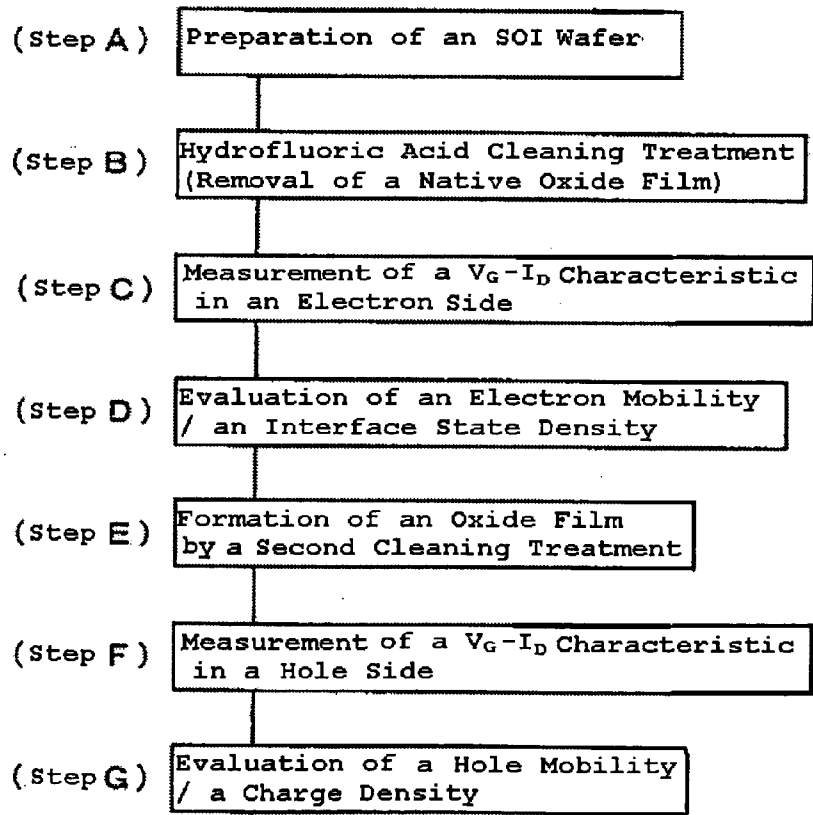 (Step A) Preparation of an SOI Wafer
(Step B) Hydrofluoric Acid Cleaning Treatment
(Removal of a Native Oxide Film)
(Step C) Measurement of a VG-ID Characteristic
in an Electron Side
(Step D) Evaluation of an Electron Mobility
/ an Interface State Density
(Step E) Formation of an Oxide Film
by a Second Cleaning Treatment
(Step F) Measurement of a VG-ID Characteristic
in a Hole Side
(Step G) Evaluation of a Hole Mobility
/ a Charge Density